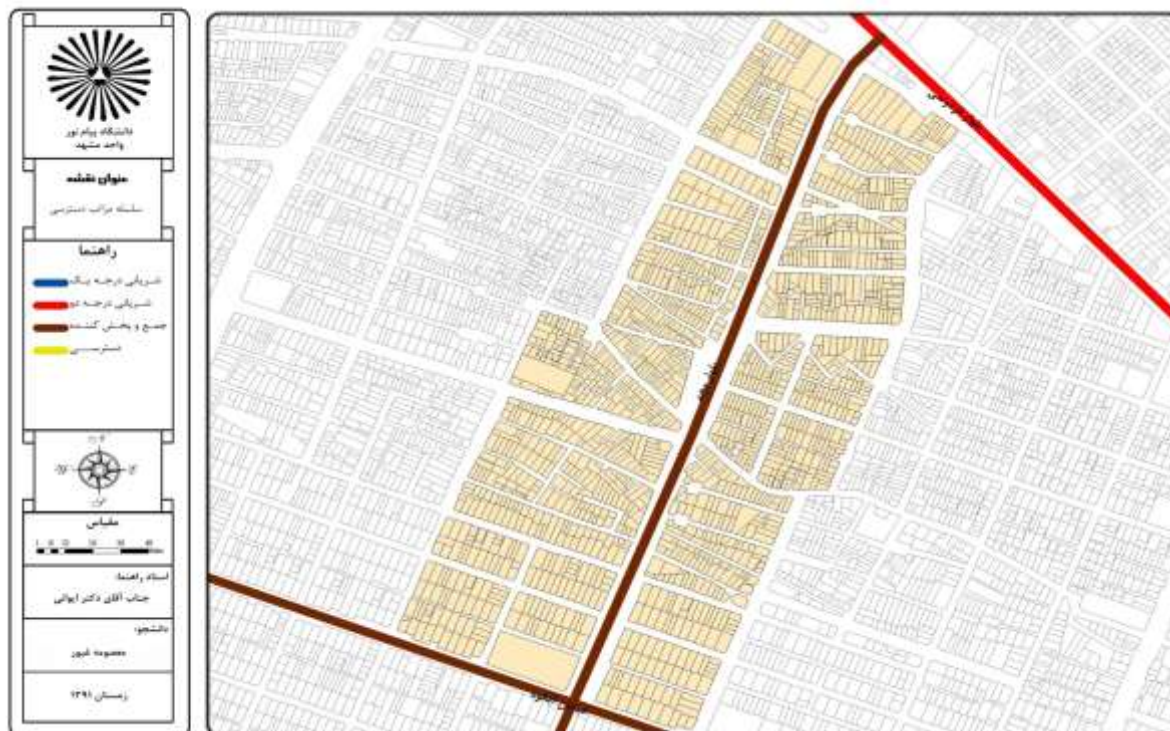 دانشگاه پیام نور
واحد مشهد
عنوان نقشه
سلسله مراتب دسترسی
راهنما
شریانی درجه یک
شریانی درجه دو
جمع و پخش کننده
دسترسی
مقیاس
استاد راهنما:
جناب آقای دکتر ایوانی
دانشجو:
معصومه غیور
زمستان ۱۳۹۱